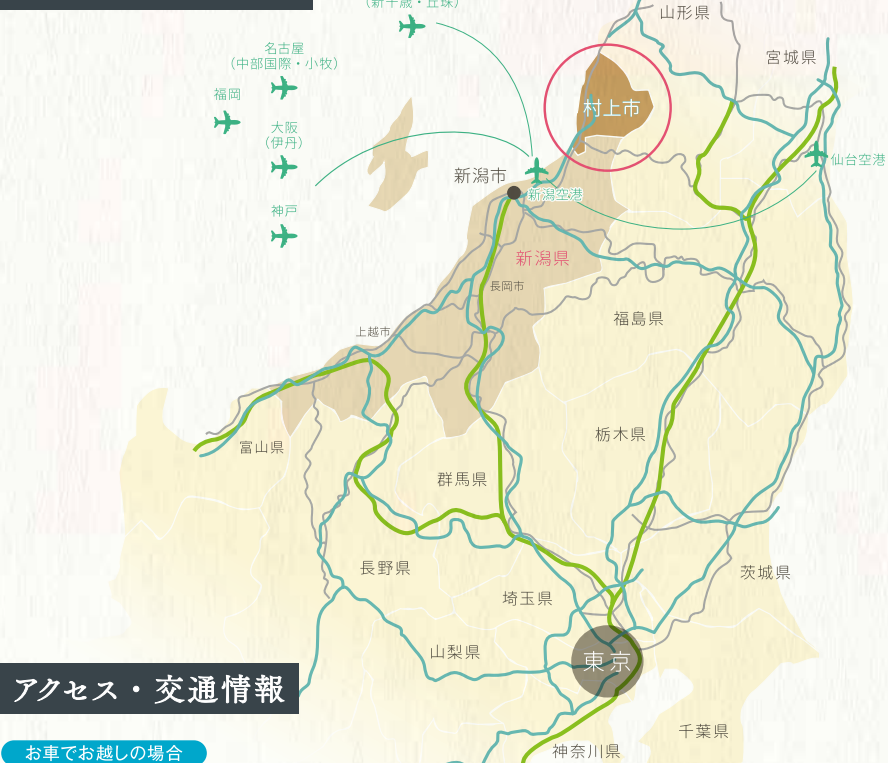 (新千歳・丘珠)
山形県
名古屋
(中部国際・小牧)
宮城県
福岡
村上市
大阪
(伊丹)
仙台空港
新潟市
新潟空港
神戸
新潟県
長岡市
福島県
上越市
栃木県
富山県
群馬県
長野県
茨城県
埼玉県
山梨県
東京
アクセス・交通情報
千葉県
お車でお越しの場合
神奈川県